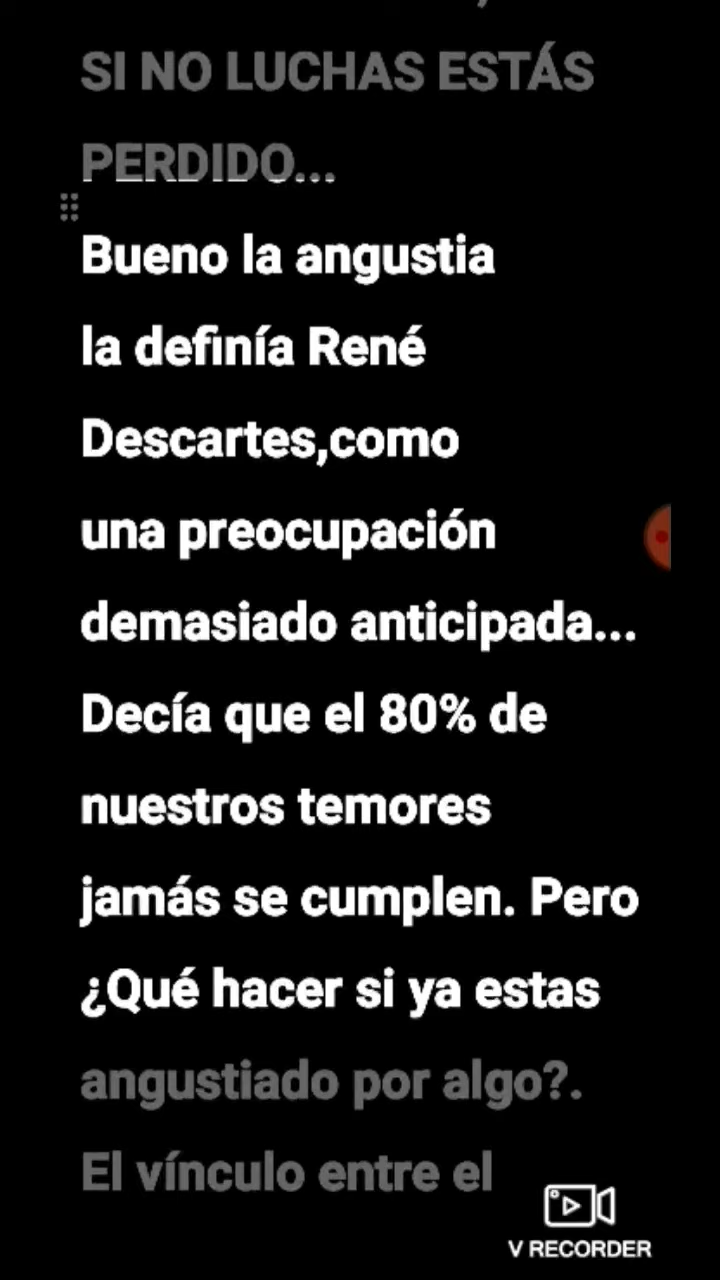 SI NO LUCHAS ESTÁS
PERDIDO...
Bueno la angustia
la definía René
Descartes,como
una preocupación
demasiado anticipada...
Decía que el 80% de
nuestros temores
jamás se cumplen. Pero
¿Qué hacer si ya estas
angustiado por algo?.
El vínculo entre el
V RECORDER